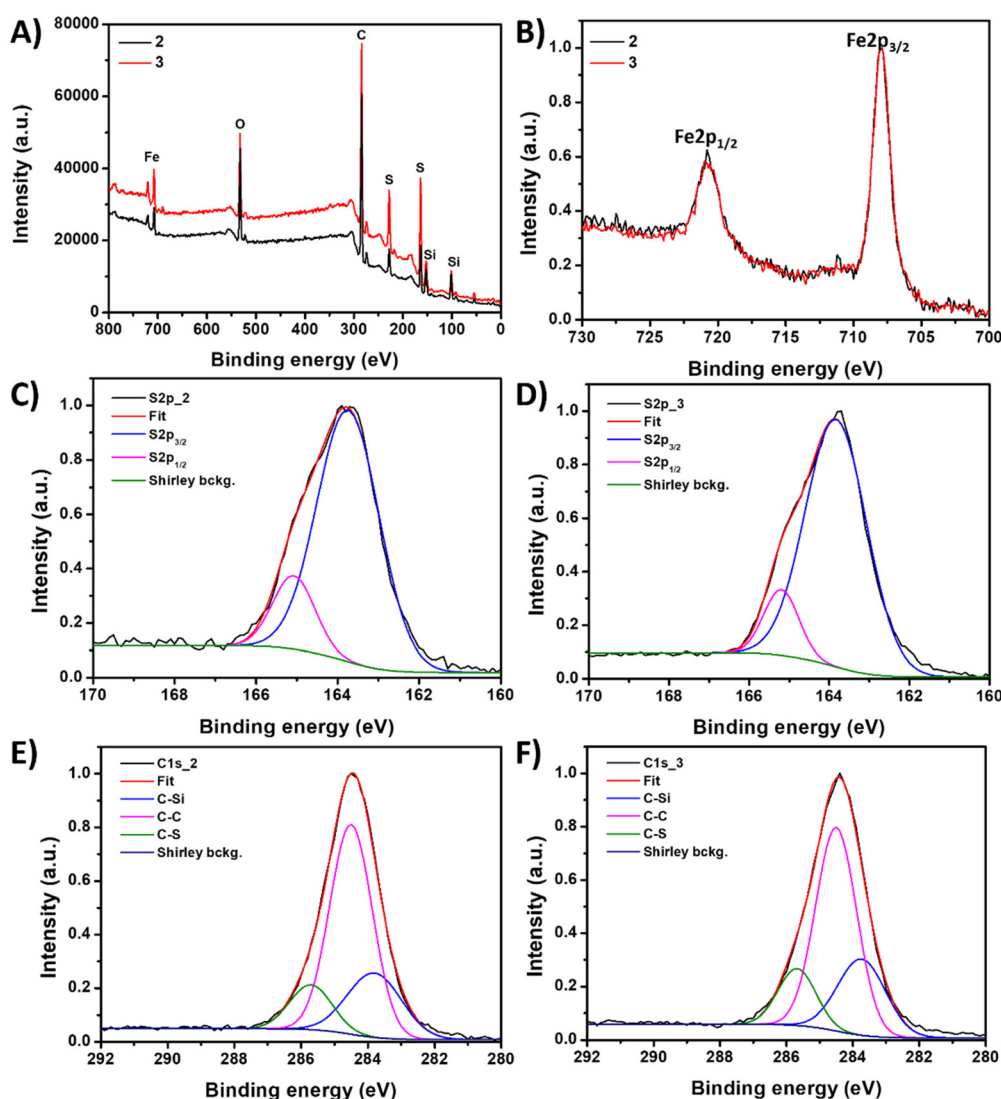 A)
2
3
Fe
O
C
S
S
Si
Si
Intensity (a.u.)
80000
60000
40000
20000
0
800 700 600 500 400 300 200 100 0
Binding energy (eV)
B)
2
3
Fe2p1/2
Fe2p3/2
Intensity (a.u.)
1.0
0.8
0.6
0.4
0.2
0.0
730 725 720 715 710 705 700
Binding energy (eV)
C)
S2p_2
Fit
S2p3/2
S2p1/2
Shirley bckg.
Intensity (a.u.)
1.0
0.8
0.6
0.4
0.2
0.0
170 168 166 164 162 160
Binding energy (eV)
D)
S2p_3
Fit
S2p3/2
S2p1/2
Shirley bckg.
Intensity (a.u.)
1.0
0.8
0.6
0.4
0.2
0.0
170 168 166 164 162 160
Binding energy (eV)
E)
C1s_2
Fit
C-Si
C-C
C-S
Shirley bckg.
Intensity (a.u.)
1.0
0.8
0.6
0.4
0.2
0.0
292 290 288 286 284 282 280
Binding energy (eV)
F)
C1s_3
Fit
C-Si
C-C
C-S
Shirley bckg.
Intensity (a.u.)
1.0
0.8
0.6
0.4
0.2
0.0
292 290 288 286 284 282 280
Binding energy (eV)